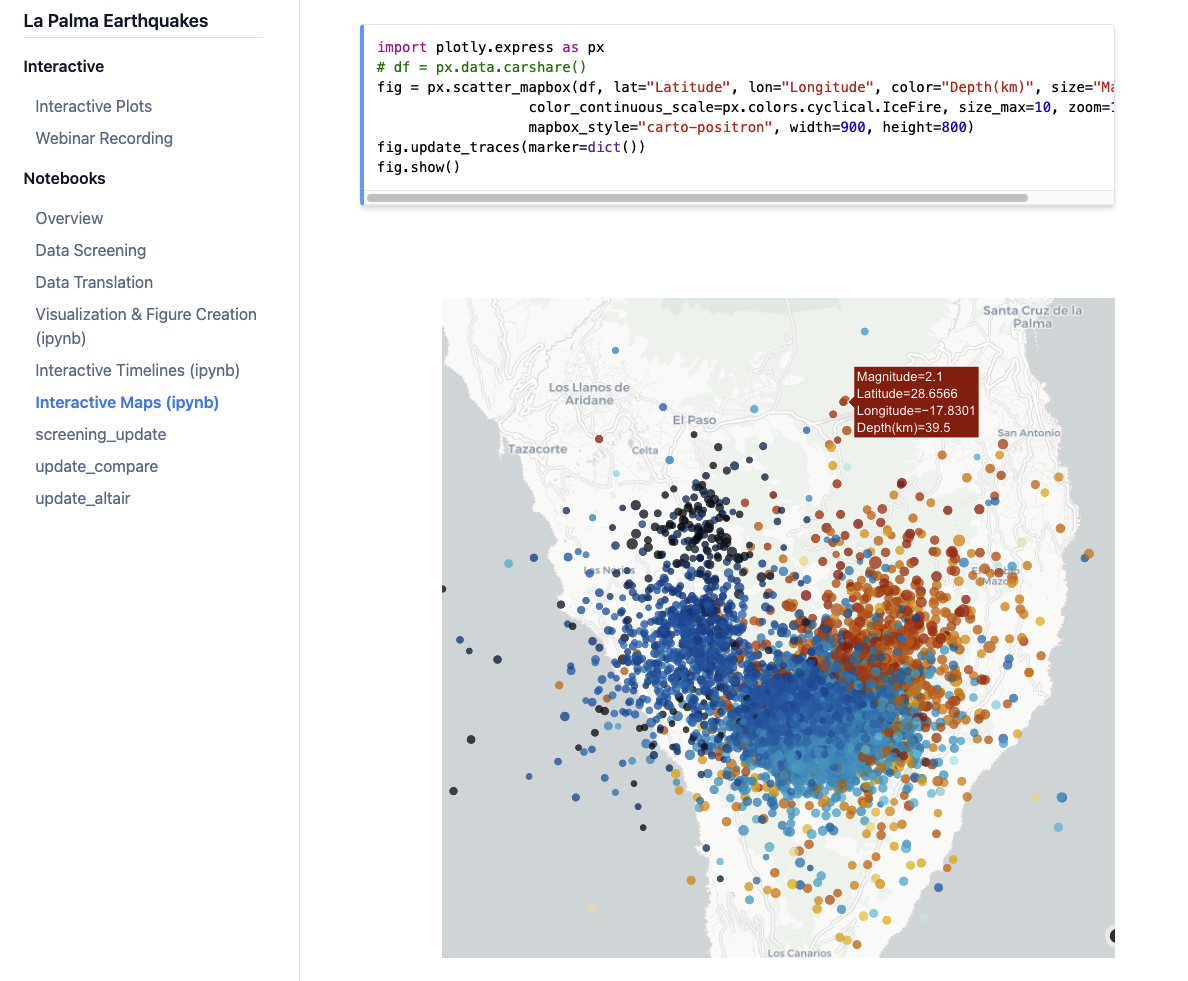 La Palma Earthquakes
Interactive
Interactive Plots
Webinar Recording
Notebooks
Overview
Data Screening
Data Translation
Visualization & Figure Creation
(ipynb)
Interactive Timelines (ipynb)
Interactive Maps (ipynb)
screening_update
update_compare
update_altair
import plotly.express as px
# df = px.data.carshare()
fig = px.scatter_mapbox(df, lat="Latitude", lon="Longitude", color="Depth(km)", size="Ma
color_continuous_scale=px.colors.cyclical.IceFire, size_max=10, zoom=1
mapbox_style="carto-positron", width=900, height=800)
fig.update_traces(marker=dict())
fig.show()
Santa Cruz de la
Palma
Los Llanos de
Aridane
El Paso
Tazacorte
Celta
Magnitude=2.1
Latitude=28.6566
Longitude=−17.8301
Depth(km)=39.5
San Antonio
Los Canarios